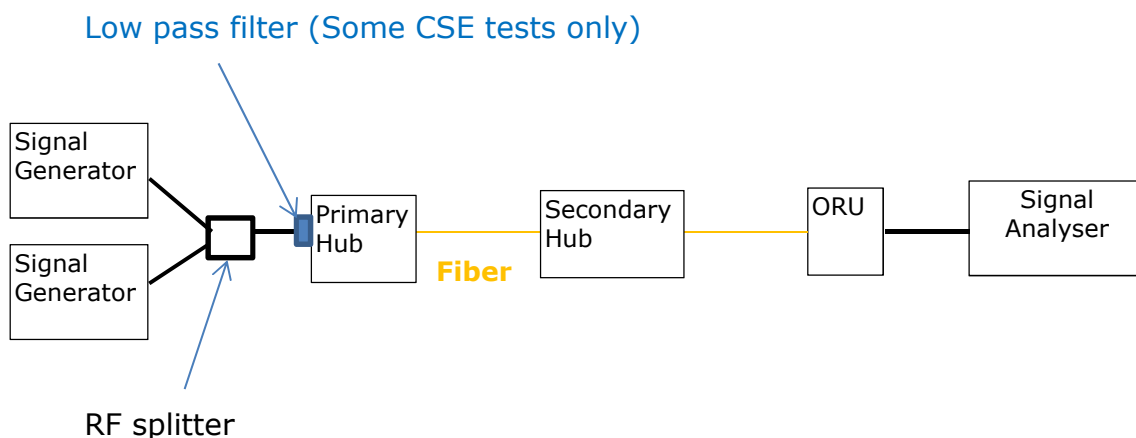 Low pass filter (Some CSE tests only)
Signal
Generator
Signal
Generator
Primary
Hub
Fiber
Secondary
Hub
ORU
Signal
Analyser
RF splitter